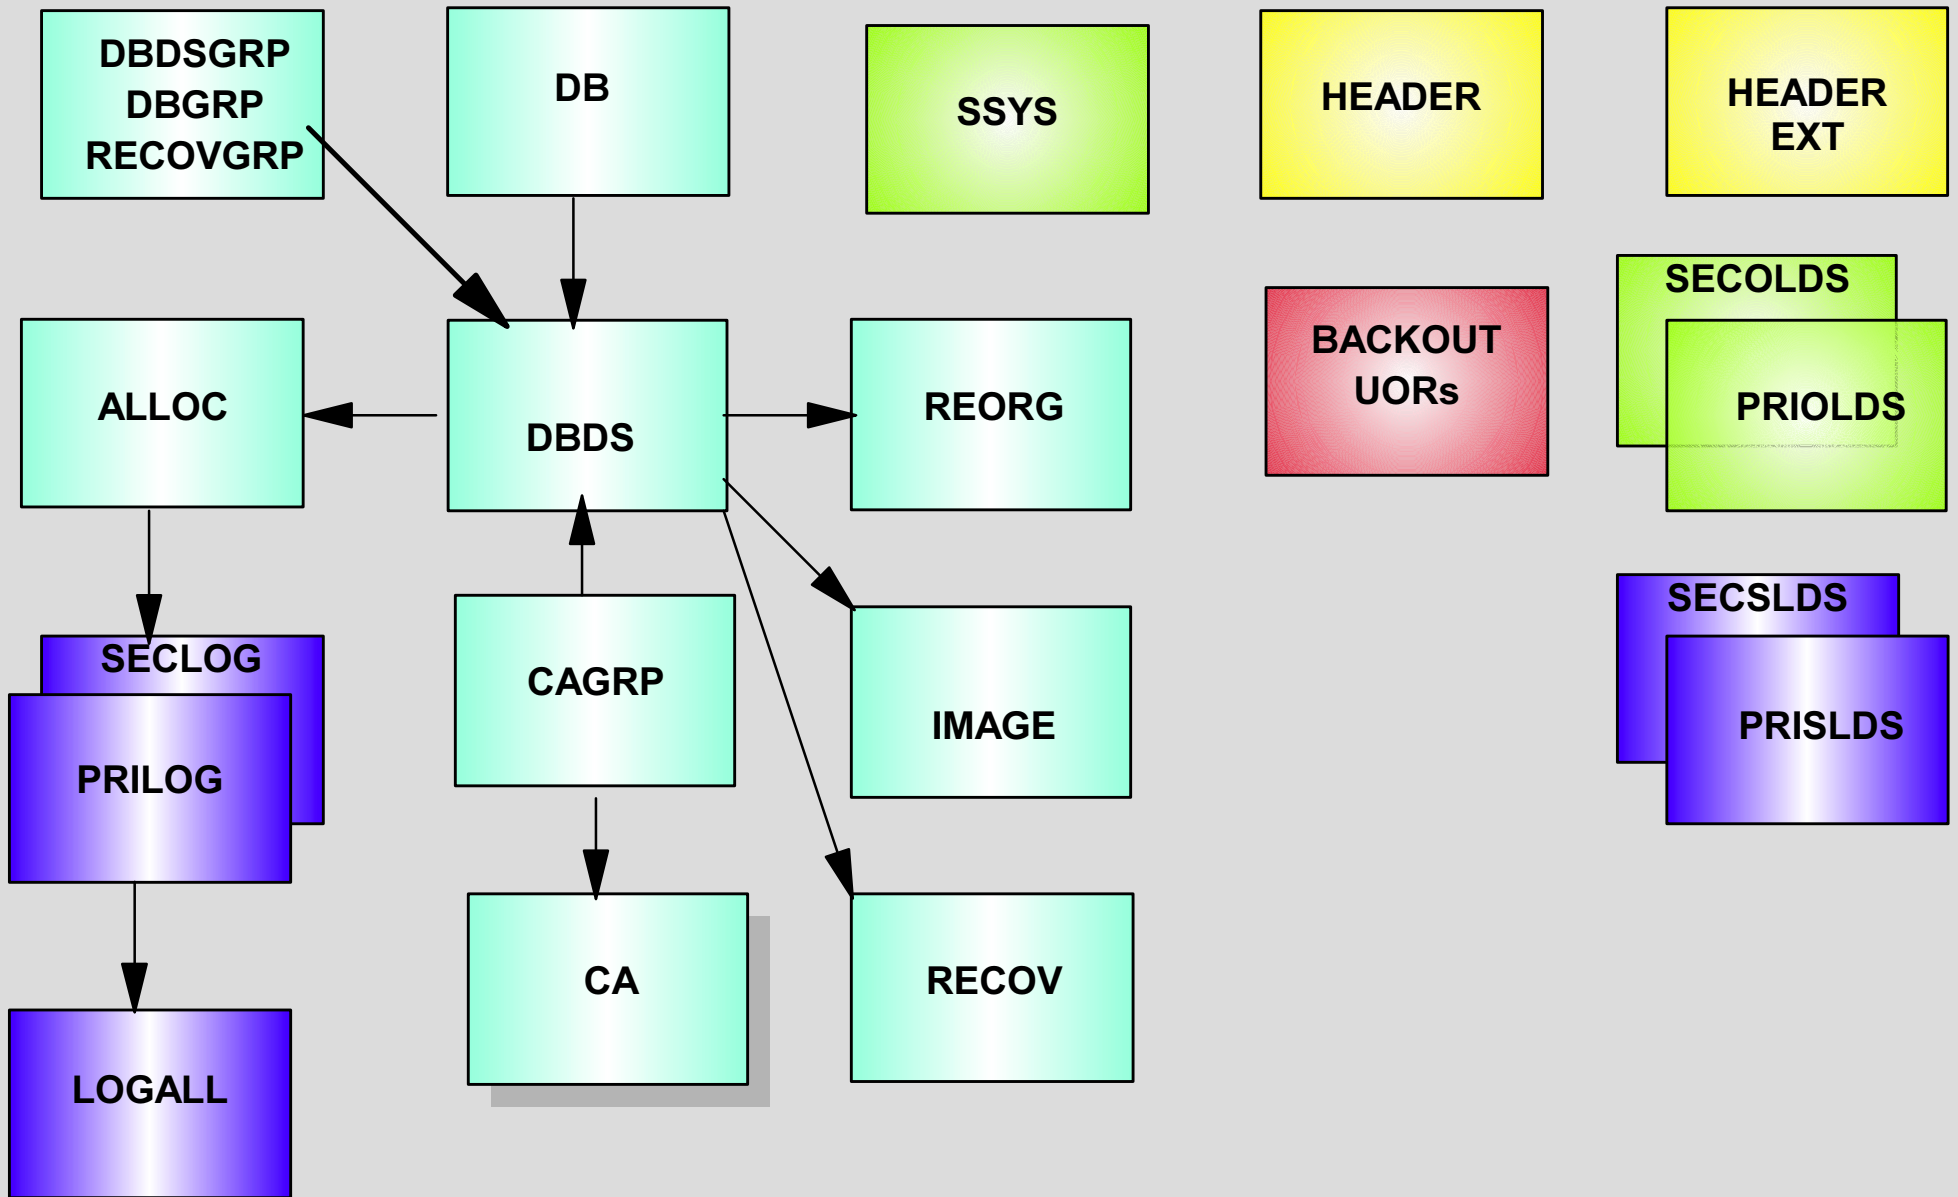 DBDSGRP
DBGRP
RECOVGRP
DB
SSYS
HEADER
HEADER
EXT
ALLOC
DBDS
REORG
BACKOUT
UORs
SECOLDS
PRIOLDS
SECLOG
PRILOG
CAGRP
IMAGE
SECSLDS
PRISLDS
LOGALL
CA
RECOV